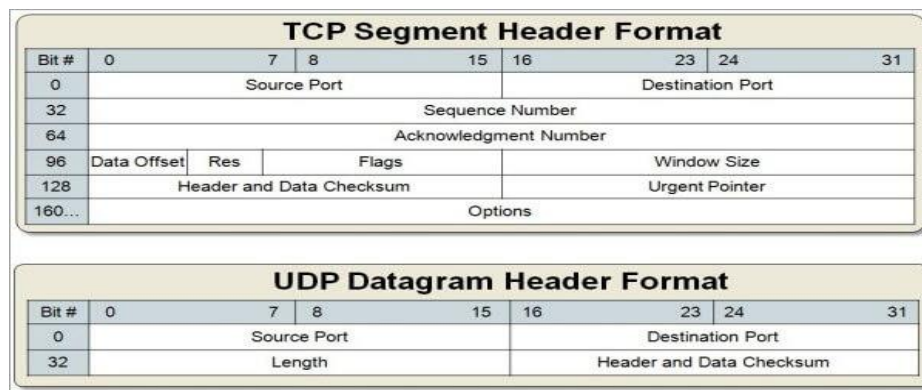 TCP Segment Header Format
Bit # 0 7 8 15 16 23 24 31
0 Source Port Destination Port
32 Sequence Number
64 Acknowledgment Number
96 Data Offset Res Flags Window Size
128 Header and Data Checksum Urgent Pointer
160... Options
UDP Datagram Header Format
Bit # 0 7 8 15 16 23 24 31
0 Source Port Destination Port
32 Length Header and Data Checksum